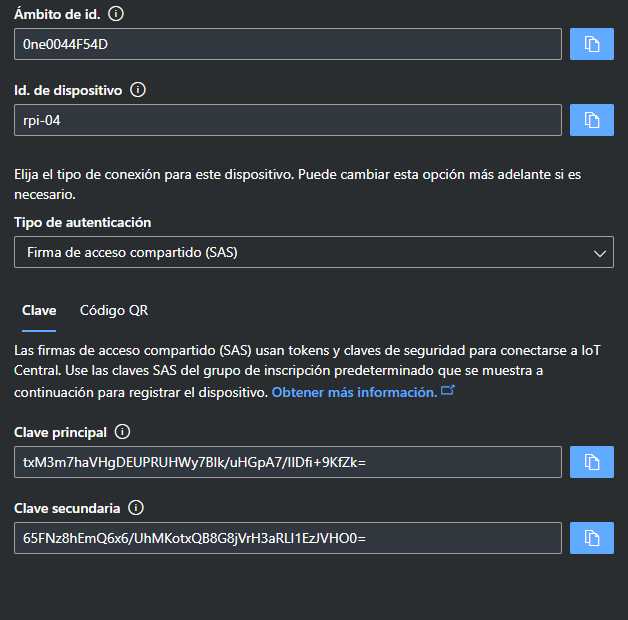 Ámbito de id.
0ne0044F54D
Id. de dispositivo
rpi-04
Elija el tipo de conexión para este dispositivo. Puede cambiar esta opción más adelante si es
necesario.
Tipo de autenticación
Firma de acceso compartido (SAS)
Clave Código QR
Las firmas de acceso compartido (SAS) usan tokens y claves de seguridad para conectarse a IoT
Central. Use las claves SAS del grupo de inscripción predeterminado que se muestra a
continuación para registrar el dispositivo. Obtener más información.
Clave principal
txM3m7haVHgDEUPRUHWy7Blk/uHGpA7/IIDfi+9KfZk=
Clave secundaria
65FNz8hEmQ6x6/UhMKotxQB8G8jVrH3aRLI1EzJVHO0=